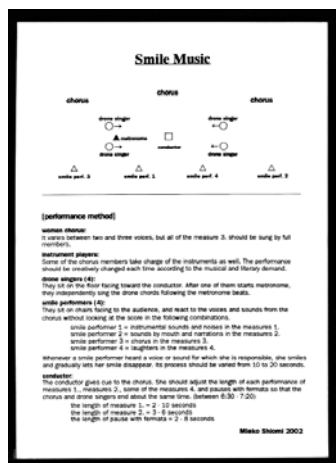 Smile Music
chorus
chorus
chorus
drone singer
drone singer
metronome
conductor
drone singer
drone singer
smile perf. 3
smile perf. 1
smile perf. 4
smile perf. 2
[performance method]
women chorus:
It varies between two and three voices, but all of the measure 3. should be sung by full
members.
instrument players:
Some of the chorus members take charge of the instruments as well. The performance
should be creatively changed each time according to the musical and literary demand.
drone singers (4):
They sit on the floor facing toward the conductor. After one of them starts metronome,
they independently sing the drone chords following the metronome beats.
smile performers (4):
They sit on chairs facing to the audience, and react to the voices and sounds from the
chorus without looking at the score in the following combinations.
smile performer 1 = instrumental sounds and noises in the measures 1.
smile performer 2 = sounds by mouth and narrations in the measures 2.
smile performer 3 = chorus in the measures 3.
smile performer 4 = laughters in the measures 4.
Whenever a smile performer heard a voice or sound for which she is responsible, she smiles
and gradually lets her smile disappear. Its process should be varied from 10 to 20 seconds.
conductor:
The conductor gives cue to the chorus. She should adjust the length of each performance of
measures 1., measures 2., some of the measures 4. and pauses with fermata so that the
chorus and drone singers end about the same time. (between 6:30 - 7:20)
the length of measure 1. = 2 - 10 seconds
the length of measure 2. = 3 - 6 seconds
the length of pause with fermata = 2 - 8 seconds
Mieko Shiomi 2002